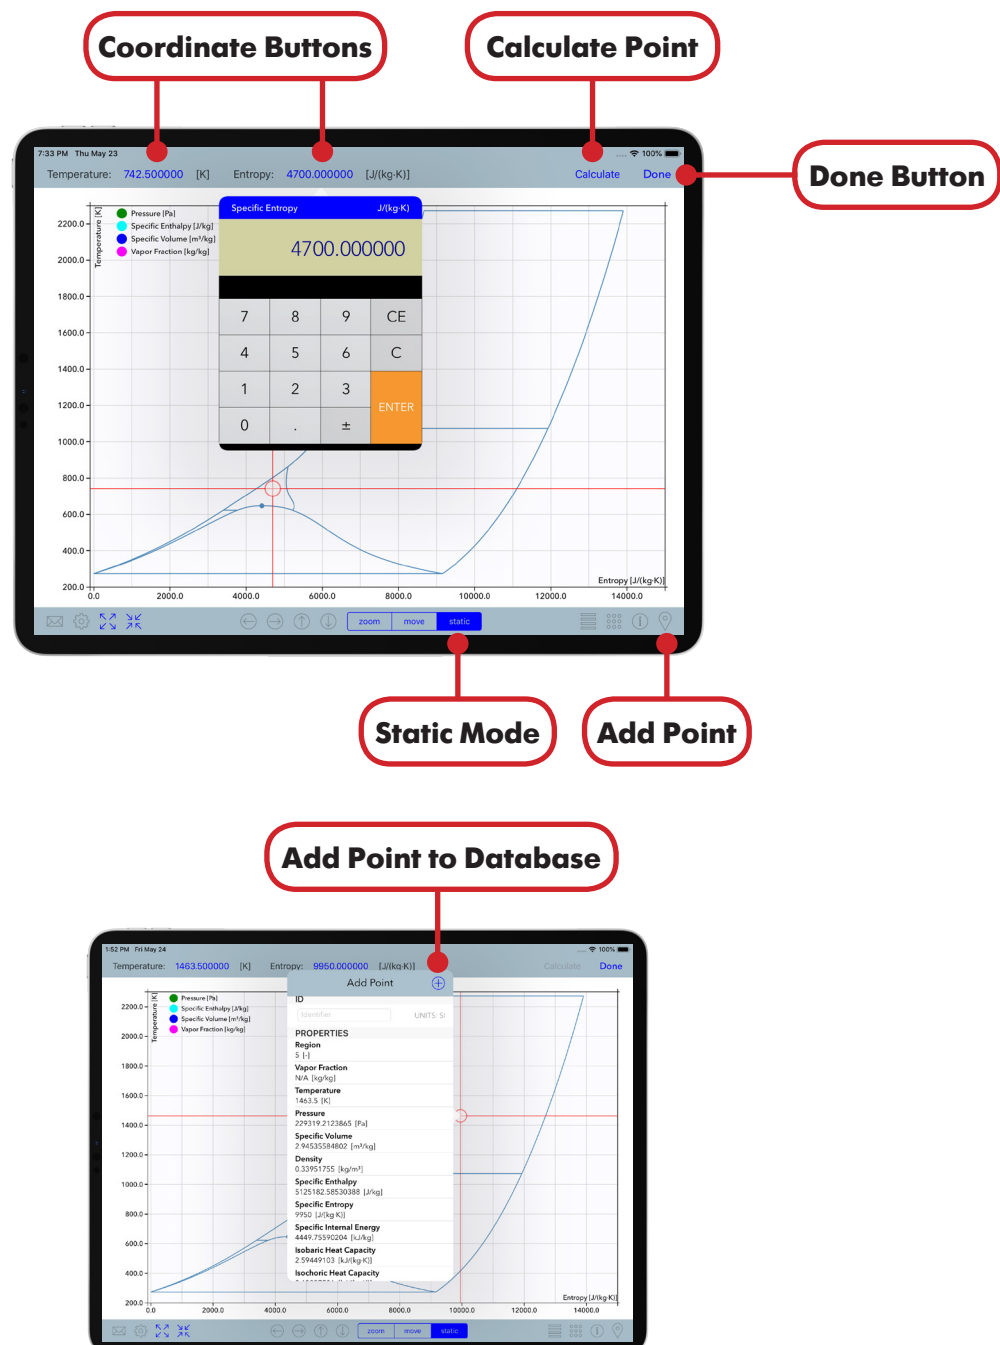 Coordinate Buttons
Calculate Point
7:33 PM Thu May 23
100%
Temperature: 742.500000 [K] Entropy: 4700.000000 [J/(kg·K)] Calculate Done
Done Button
Specific Entropy J/(kg·K)
4700.000000
7 8 9 CE
4 5 6 C
1 2 3
ENTER
0 . ±
Temperature [K]
Pressure [Pa]
Specific Enthalpy [J/kg]
Specific Volume [m³/kg]
Vapor Fraction [kg/kg]
2200.0
2000.0
1800.0
1600.0
1400.0
1200.0
1000.0
800.0
600.0
400.0
200.0
Entropy [J/(kg·K)]
0.0 2000.0 4000.0 6000.0 8000.0 10000.0 12000.0 14000.0
zoom move static
Static Mode
Add Point
Add Point to Database
1:52 PM Fri May 24
100%
Temperature: 1463.500000 [K] Entropy: 9950.000000 [J/(kg·K)] Calculate Done
Add Point
ID
Identifier UNITS: SI
PROPERTIES
Region
5 [-]
Vapor Fraction
N/A [kg/kg]
Temperature
1463.5 [K]
Pressure
229319.2123865 [Pa]
Specific Volume
2.94535584802 [m³/kg]
Density
0.33951755 [kg/m³]
Specific Enthalpy
5125182.58530388 [J/kg]
Specific Entropy
9950 [J/(kg·K)]
Specific Internal Energy
4449.75590204 [kJ/kg]
Isobaric Heat Capacity
2.59449103 [kJ/(kg·K)]
Isochoric Heat Capacity
Temperature [K]
Pressure [Pa]
Specific Enthalpy [J/kg]
Specific Volume [m³/kg]
Vapor Fraction [kg/kg]
2200.0
2000.0
1800.0
1600.0
1400.0
1200.0
1000.0
800.0
600.0
400.0
200.0
Entropy [J/(kg·K)]
0.0 2000.0 4000.0 6000.0 8000.0 10000.0 12000.0 14000.0
zoom move static